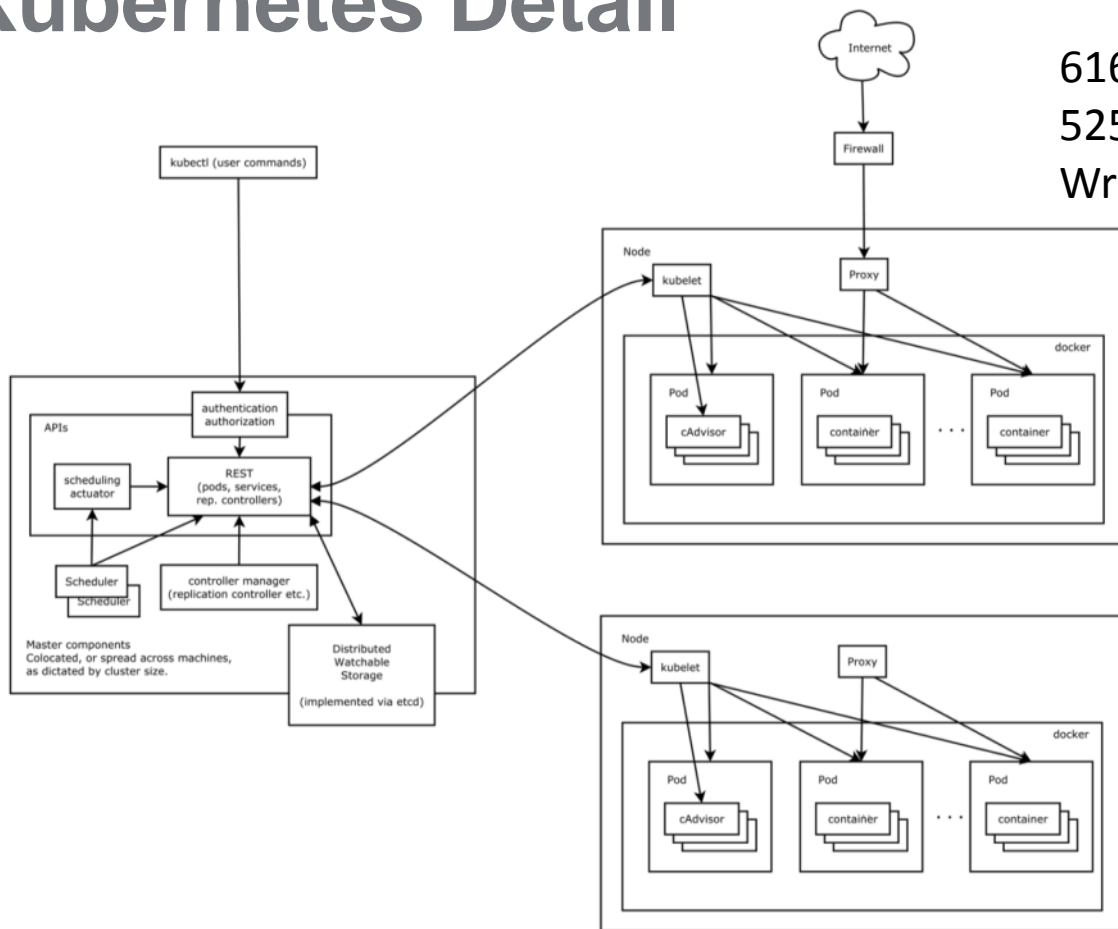 Kubernetes Detail
616
525
Wr
Internet
Firewall
kubectl (user commands)
authentication
authorization
APIs
REST
(pods, services,
rep. controllers)
scheduling
actuator
Scheduler
Scheduler
controller manager
(replication controller etc.)
Master components
Colocated, or spread across machines,
as dictated by cluster size.
Distributed
Watchable
Storage
(implemented via etcd)
Node
kubelet
Proxy
docker
Pod
cAdvisor
Pod
container
. . .
Pod
container
Node
kubelet
Proxy
docker
Pod
cAdvisor
Pod
container
. . .
Pod
container